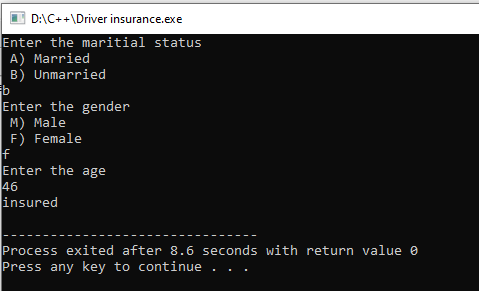 D:\C++\Driver insurance.exe
Enter the maritial status
 A) Married
 B) Unmarried
b
Enter the gender
 M) Male
 F) Female
f
Enter the age
46
insured

--------------------------------
Process exited after 8.6 seconds with return value 0
Press any key to continue . . .